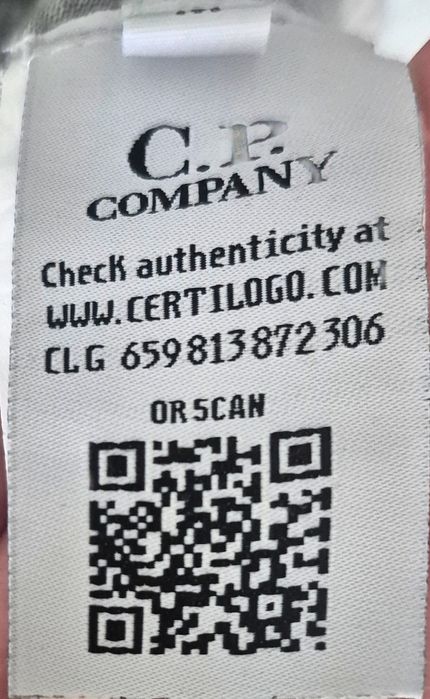 C.P.
COMPANY
Check authenticity at
WWW.CERTILOGO.COM
CLG 659813872306
OR SCAN